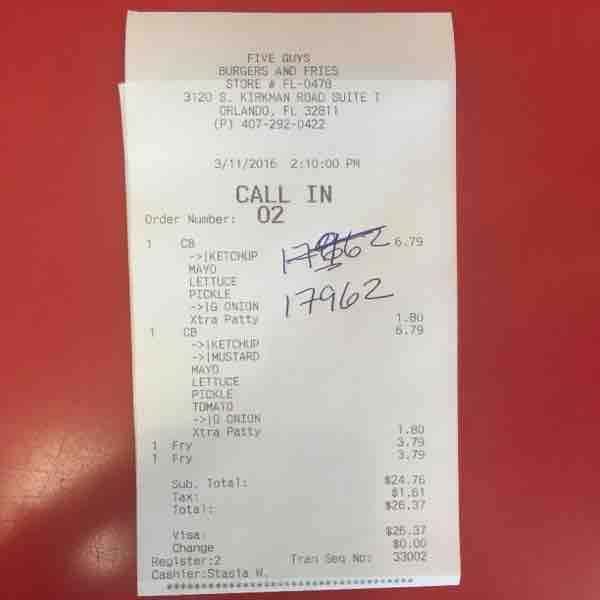 FIVE GUYS
BURGERS AND FRIES
STORE # FL-0478
3120 S. KIRKMAN ROAD SUITE I
ORLANDO, FL 32811
(P) 407-292-0422
3/11/2016 2:10:00 PM
CALL IN
Order Number: 02
1 CB 6.79
->|KETCHUP
MAYO
LETTUCE
PICKLE
->|G ONION
Xtra Patty 1.80
17962
1 CB 6.79
->|KETCHUP
->|MUSTARD
MAYO
LETTUCE
PICKLE
TOMATO
->|G ONION
Xtra Patty 1.80
1 Fry 3.79
1 Fry 3.79
Sub. Total: $24.76
Tax: $1.61
Total: $26.37
Visa: $26.37
Change $0.00
Register:2 Tran Seq No: 33002
Cashier:Stasia W.